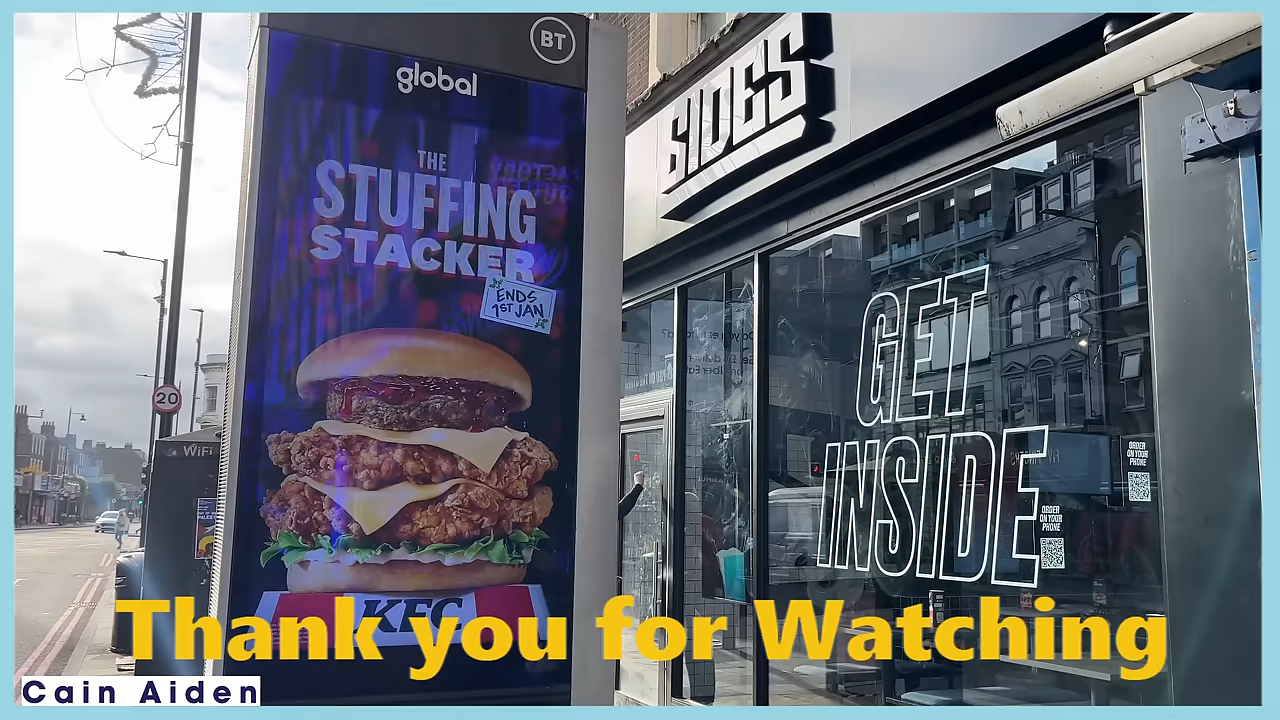 BT
global
THE
STUFFING
STACKER
ENDS
1ST JAN
KFC
SIDES
GET
INSIDE
ORDER
ON YOUR
PHONE
ORDER
ON YOUR
PHONE
20
WiFi
Thank you for Watching
Cain Aiden